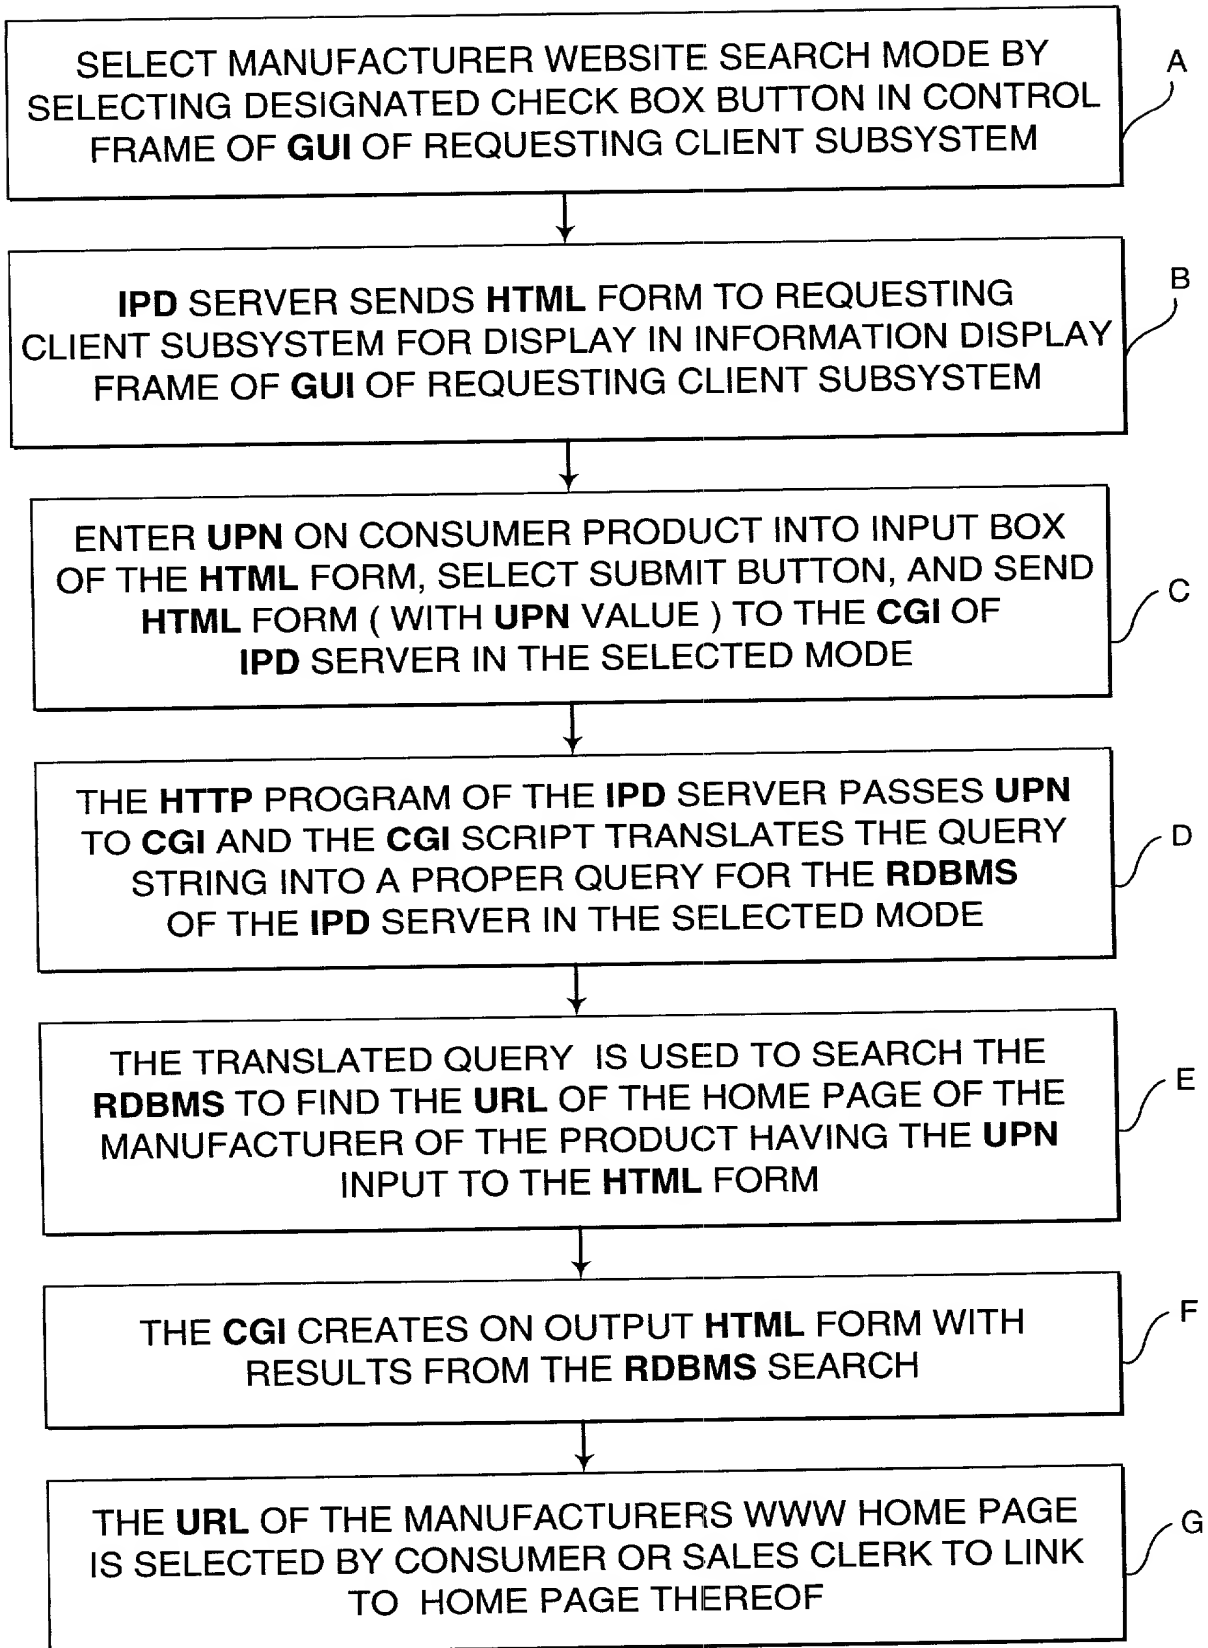 SELECT MANUFACTURER WEBSITE SEARCH MODE BY
SELECTING DESIGNATED CHECK BOX BUTTON IN CONTROL
FRAME OF GUI OF REQUESTING CLIENT SUBSYSTEM
A
IPD SERVER SENDS HTML FORM TO REQUESTING
CLIENT SUBSYSTEM FOR DISPLAY IN INFORMATION DISPLAY
FRAME OF GUI OF REQUESTING CLIENT SUBSYSTEM
B
ENTER UPN ON CONSUMER PRODUCT INTO INPUT BOX
OF THE HTML FORM, SELECT SUBMIT BUTTON, AND SEND
HTML FORM ( WITH UPN VALUE ) TO THE CGI OF
IPD SERVER IN THE SELECTED MODE
C
THE HTTP PROGRAM OF THE IPD SERVER PASSES UPN
TO CGI AND THE CGI SCRIPT TRANSLATES THE QUERY
STRING INTO A PROPER QUERY FOR THE RDBMS
OF THE IPD SERVER IN THE SELECTED MODE
D
THE TRANSLATED QUERY IS USED TO SEARCH THE
RDBMS TO FIND THE URL OF THE HOME PAGE OF THE
MANUFACTURER OF THE PRODUCT HAVING THE UPN
INPUT TO THE HTML FORM
E
THE CGI CREATES ON OUTPUT HTML FORM WITH
RESULTS FROM THE RDBMS SEARCH
F
THE URL OF THE MANUFACTURERS WWW HOME PAGE
IS SELECTED BY CONSUMER OR SALES CLERK TO LINK
TO HOME PAGE THEREOF
G